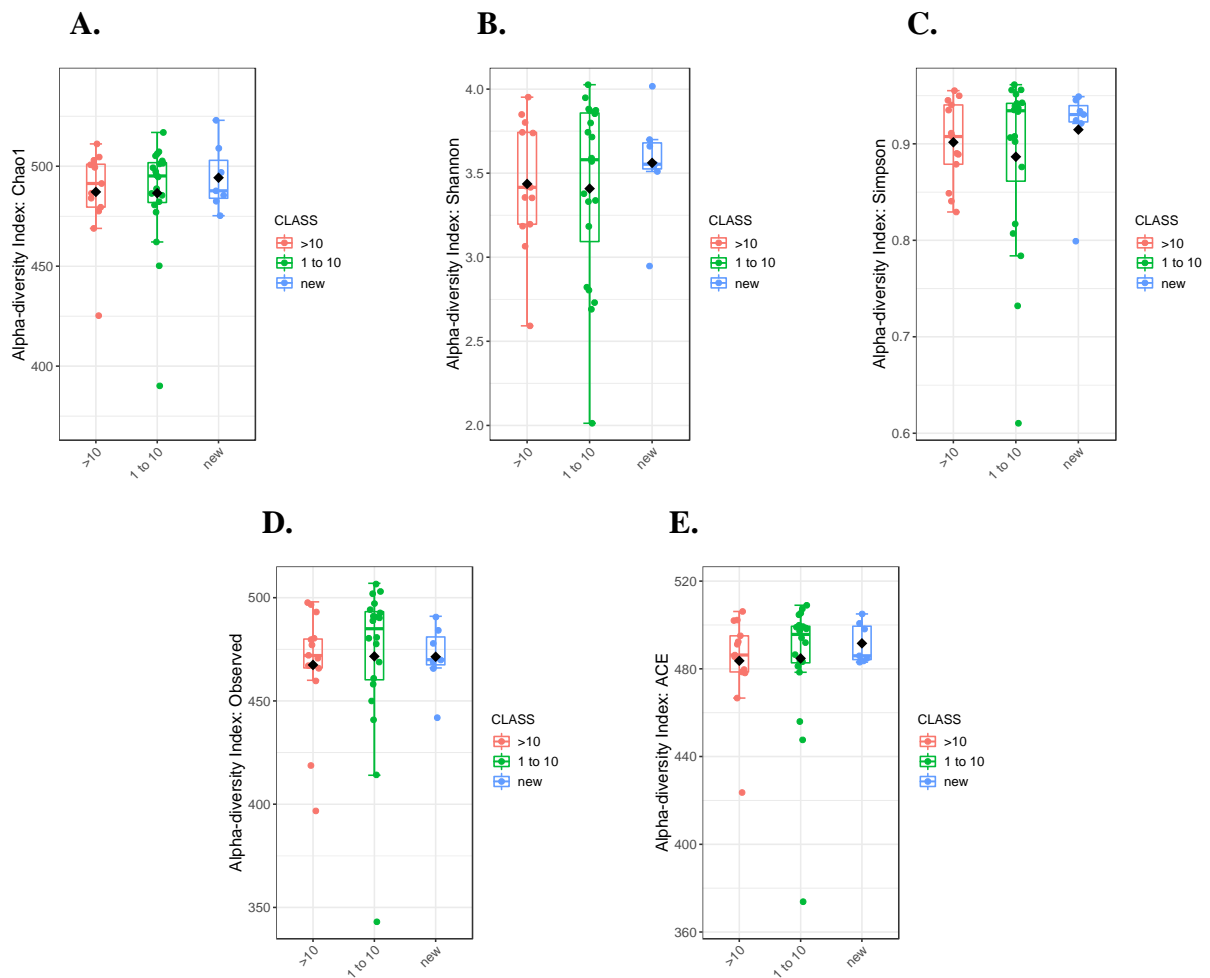 A.
Alpha-diversity Index: Chao1
500
450
400
>10
1 to 10
new
CLASS
>10
1 to 10
new
B.
Alpha-diversity Index: Shannon
4.0
3.5
3.0
2.5
2.0
>10
1 to 10
new
CLASS
>10
1 to 10
new
C.
Alpha-diversity Index: Simpson
0.9
0.8
0.7
0.6
>10
1 to 10
new
CLASS
>10
1 to 10
new
D.
Alpha-diversity Index: Observed
500
450
400
350
>10
1 to 10
new
CLASS
>10
1 to 10
new
E.
Alpha-diversity Index: ACE
520
480
440
400
360
>10
1 to 10
new
CLASS
>10
1 to 10
new